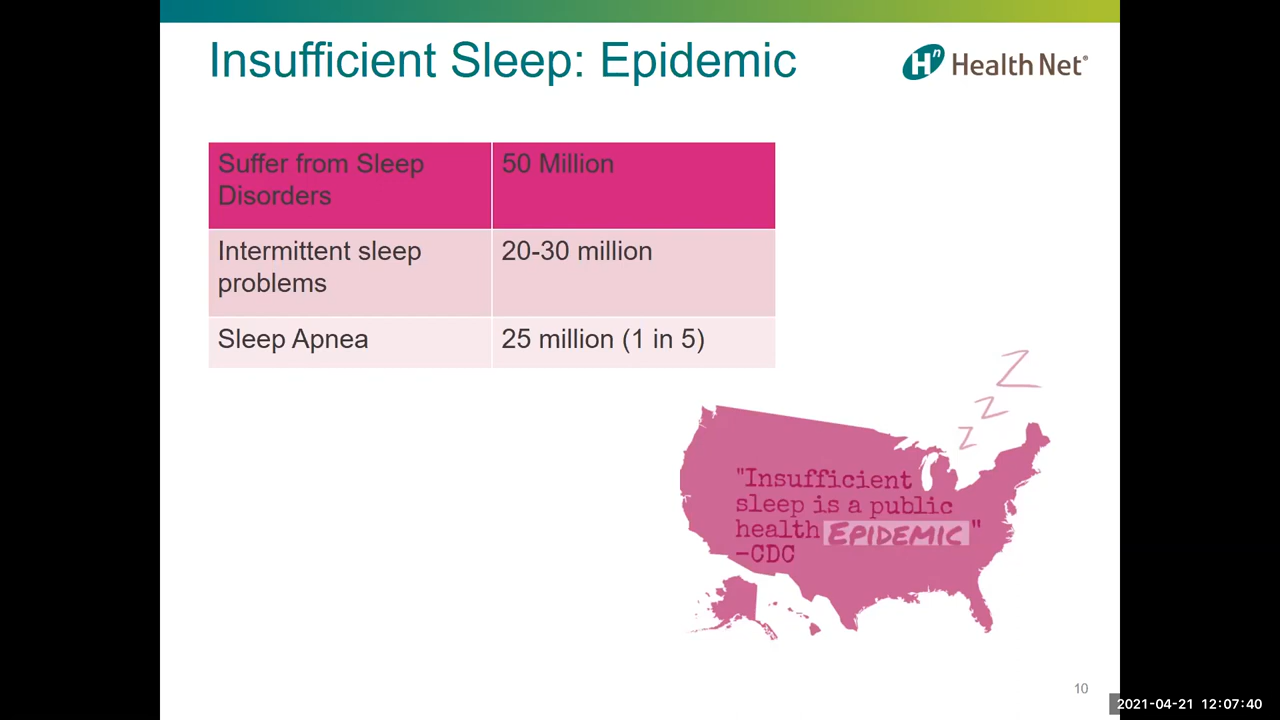 Insufficient Sleep: Epidemic
Hn Health Net®
Suffer from Sleep
Disorders
50 Million
Intermittent sleep
problems
20-30 million
Sleep Apnea
25 million (1 in 5)
Z
Z
Z
"Insufficient
sleep is a public
health EPIDEMIC"
-CDC
10
2021-04-21 12:07:40